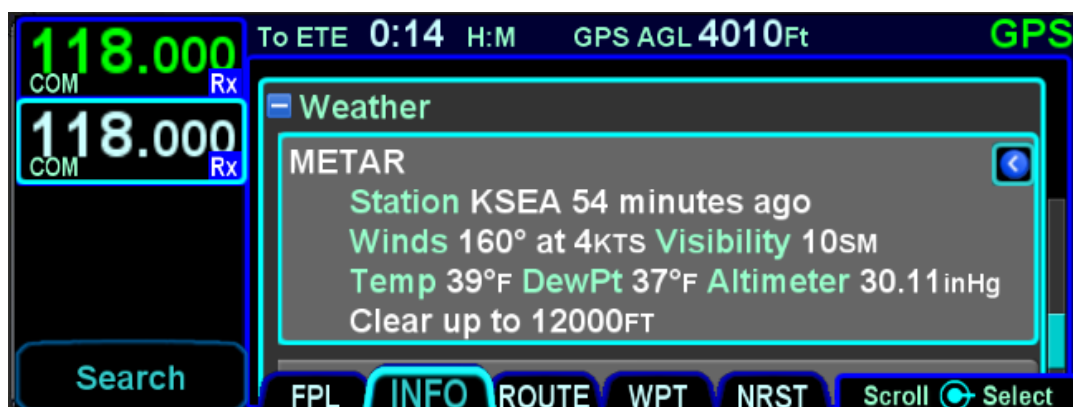 118.000
COM Rx
118.000
COM Rx
Search
To ETE 0:14 H:M GPS AGL 4010Ft GPS
Weather
METAR
Station KSEA 54 minutes ago
Winds 160° at 4KTS Visibility 10SM
Temp 39°F DewPt 37°F Altimeter 30.11inHg
Clear up to 12000FT
FPL INFO ROUTE WPT NRST Scroll Select